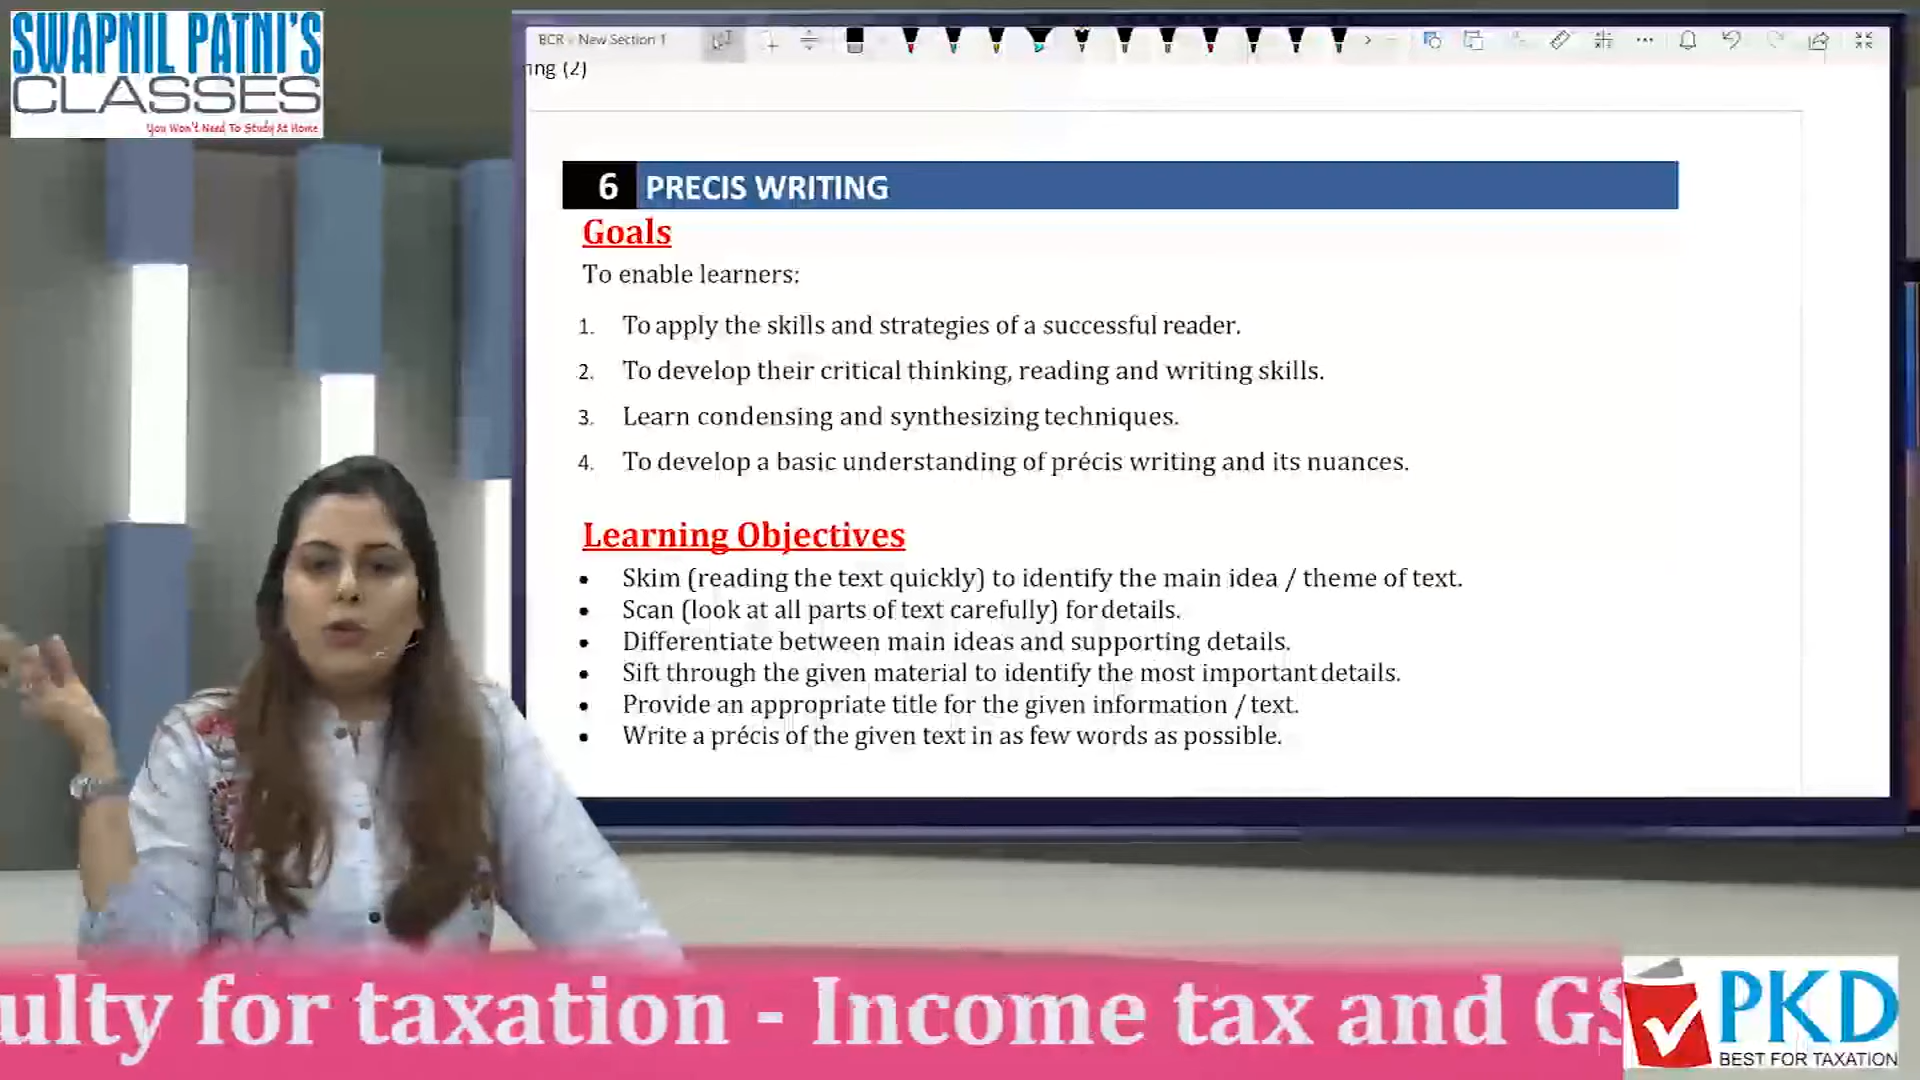 SWAPNIL PATNI'S
CLASSES
You Won't Need To Study At Home
BCR - New Section 1
ing (2)
6 PRECIS WRITING
Goals
To enable learners:
1. To apply the skills and strategies of a successful reader.
2. To develop their critical thinking, reading and writing skills.
3. Learn condensing and synthesizing techniques.
4. To develop a basic understanding of précis writing and its nuances.
Learning Objectives
• Skim (reading the text quickly) to identify the main idea / theme of text.
• Scan (look at all parts of text carefully) for details.
• Differentiate between main ideas and supporting details.
• Sift through the given material to identify the most important details.
• Provide an appropriate title for the given information / text.
• Write a précis of the given text in as few words as possible.
ulty for taxation - Income tax and GS
PKD
BEST FOR TAXATION